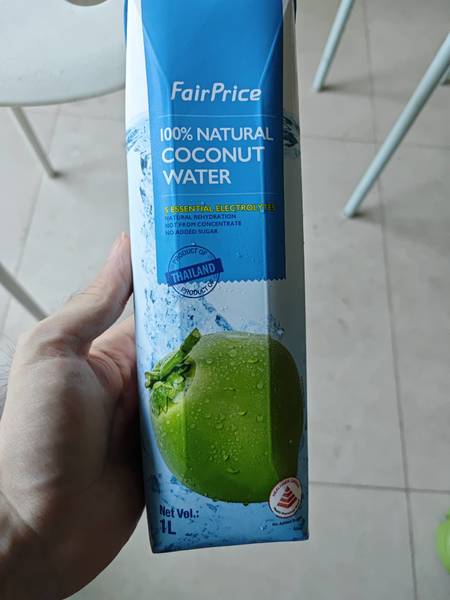 FairPrice
100% NATURAL
COCONUT
WATER
5 ESSENTIAL ELECTROLYTES
NATURAL REHYDRATION
NOT FROM CONCENTRATE
NO ADDED SUGAR
PRODUCT OF
THAILAND
PRODUCT OF
Net Vol.:
1L